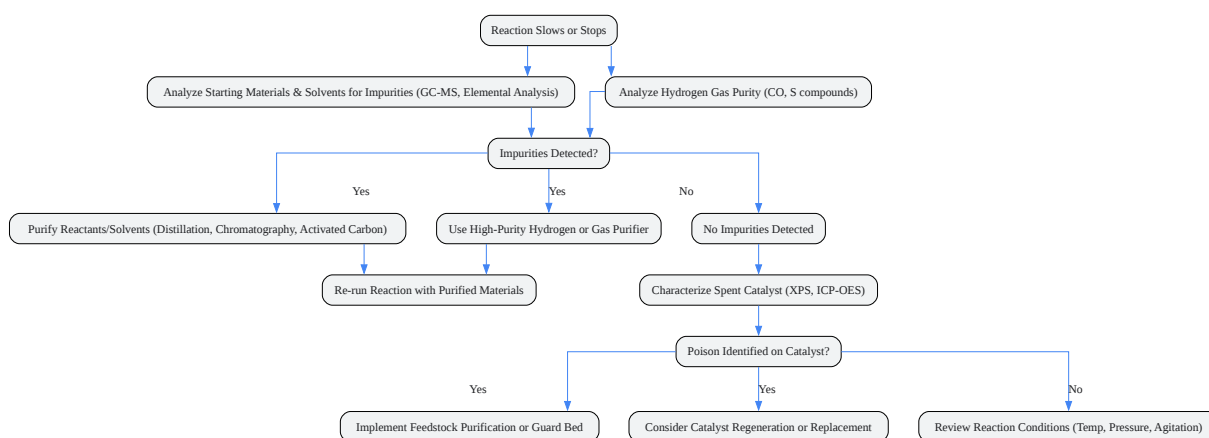 Reaction Slows or Stops
Analyze Starting Materials & Solvents for Impurities (GC-MS, Elemental Analysis)
Analyze Hydrogen Gas Purity (CO, S compounds)
Impurities Detected?
Yes
Yes
No
Purify Reactants/Solvents (Distillation, Chromatography, Activated Carbon)
Use High-Purity Hydrogen or Gas Purifier
No Impurities Detected
Re-run Reaction with Purified Materials
Characterize Spent Catalyst (XPS, ICP-OES)
Poison Identified on Catalyst?
Yes
Yes
No
Implement Feedstock Purification or Guard Bed
Consider Catalyst Regeneration or Replacement
Review Reaction Conditions (Temp, Pressure, Agitation)